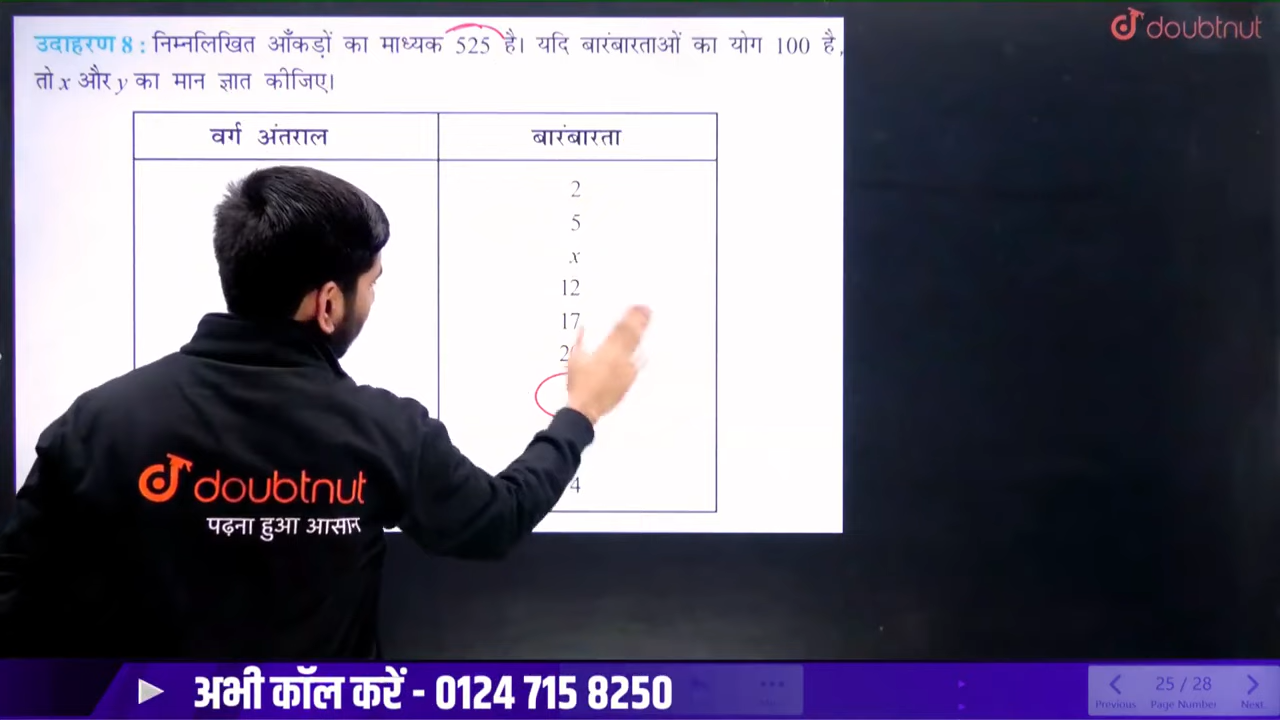 doubtnut
उदाहरण 8 : निम्नलिखित आँकड़ों का माध्यक 525 है। यदि बारंबारताओं का योग 100 है,
तो x और y का मान ज्ञात कीजिए।
वर्ग अंतराल बारंबारता
2
5
x
12
17
4
doubtnut
पढ़ना हुआ आसान
अभी कॉल करें - 0124 715 8250
25 / 28
Previous Page Number Next